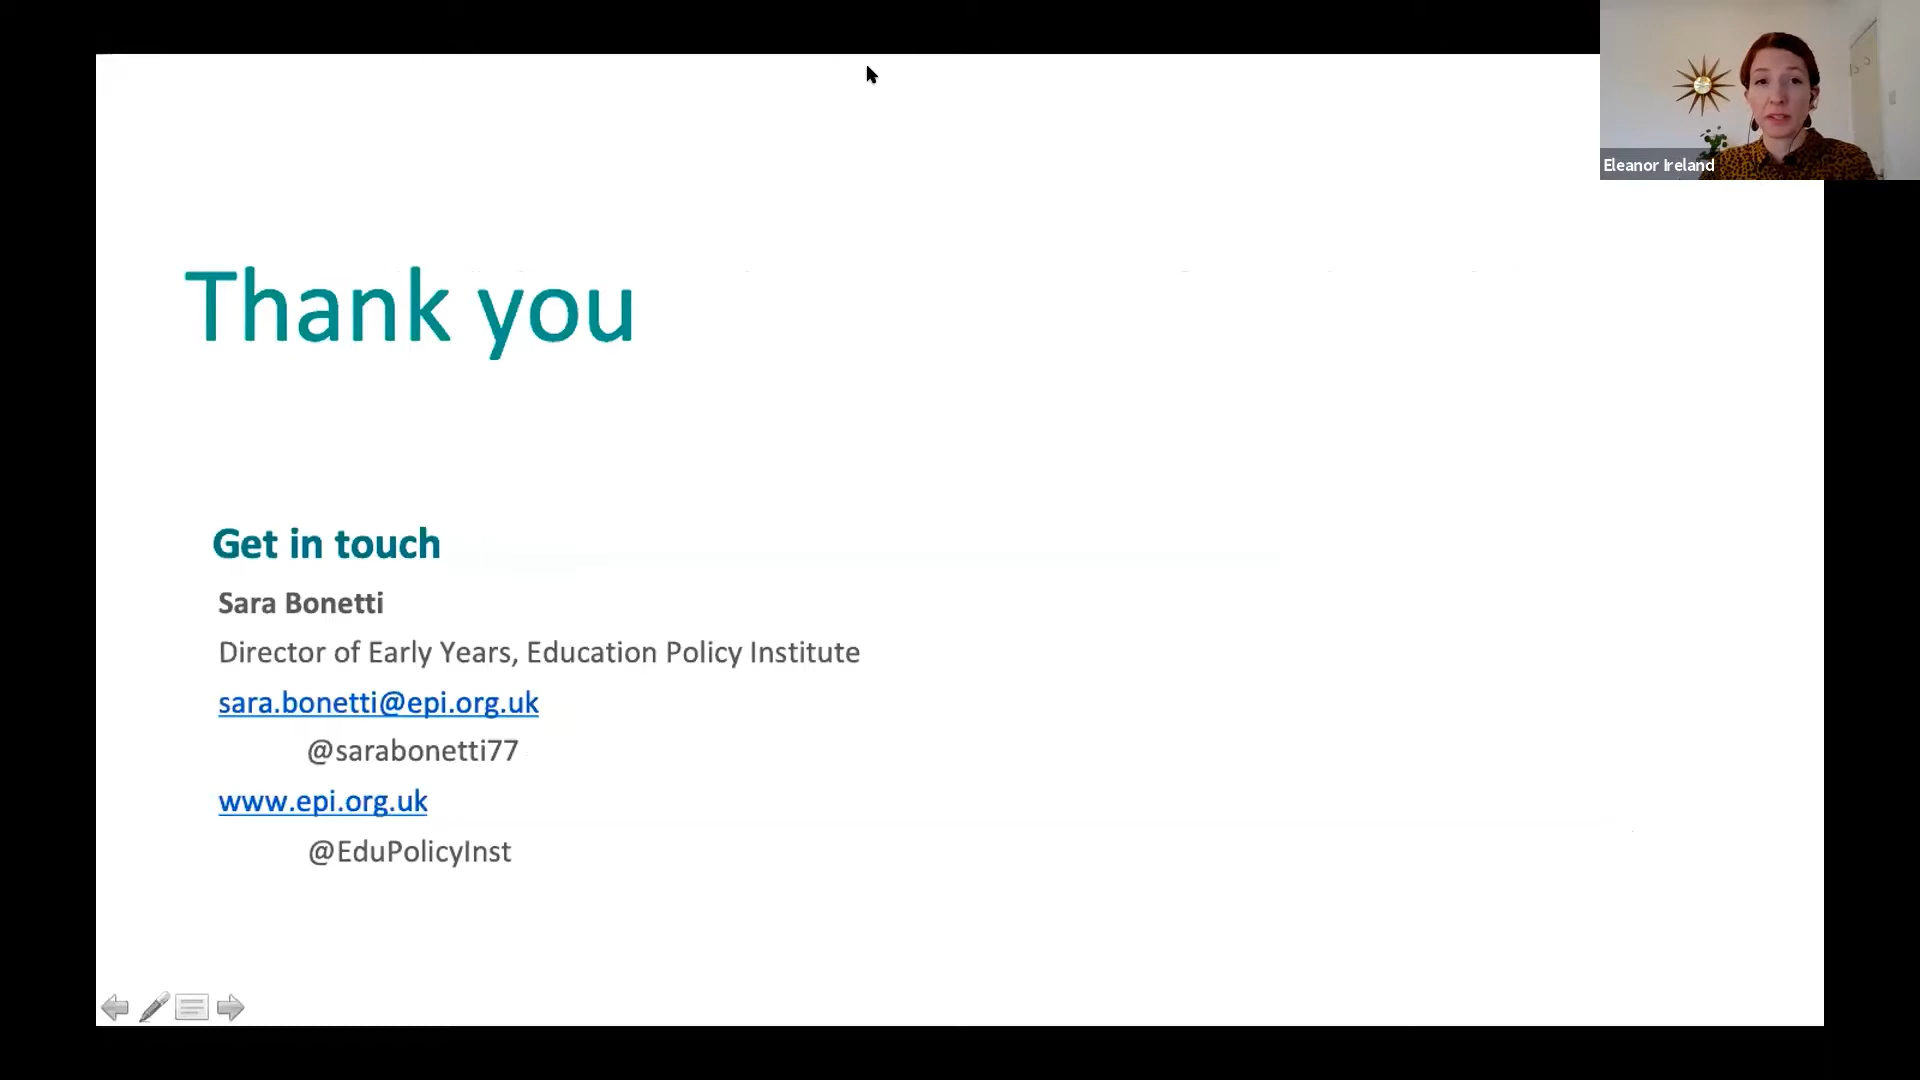 Eleanor Ireland
Thank you
Get in touch
Sara Bonetti
Director of Early Years, Education Policy Institute
sara.bonetti@epi.org.uk
@sarabonetti77
www.epi.org.uk
@EduPolicyInst